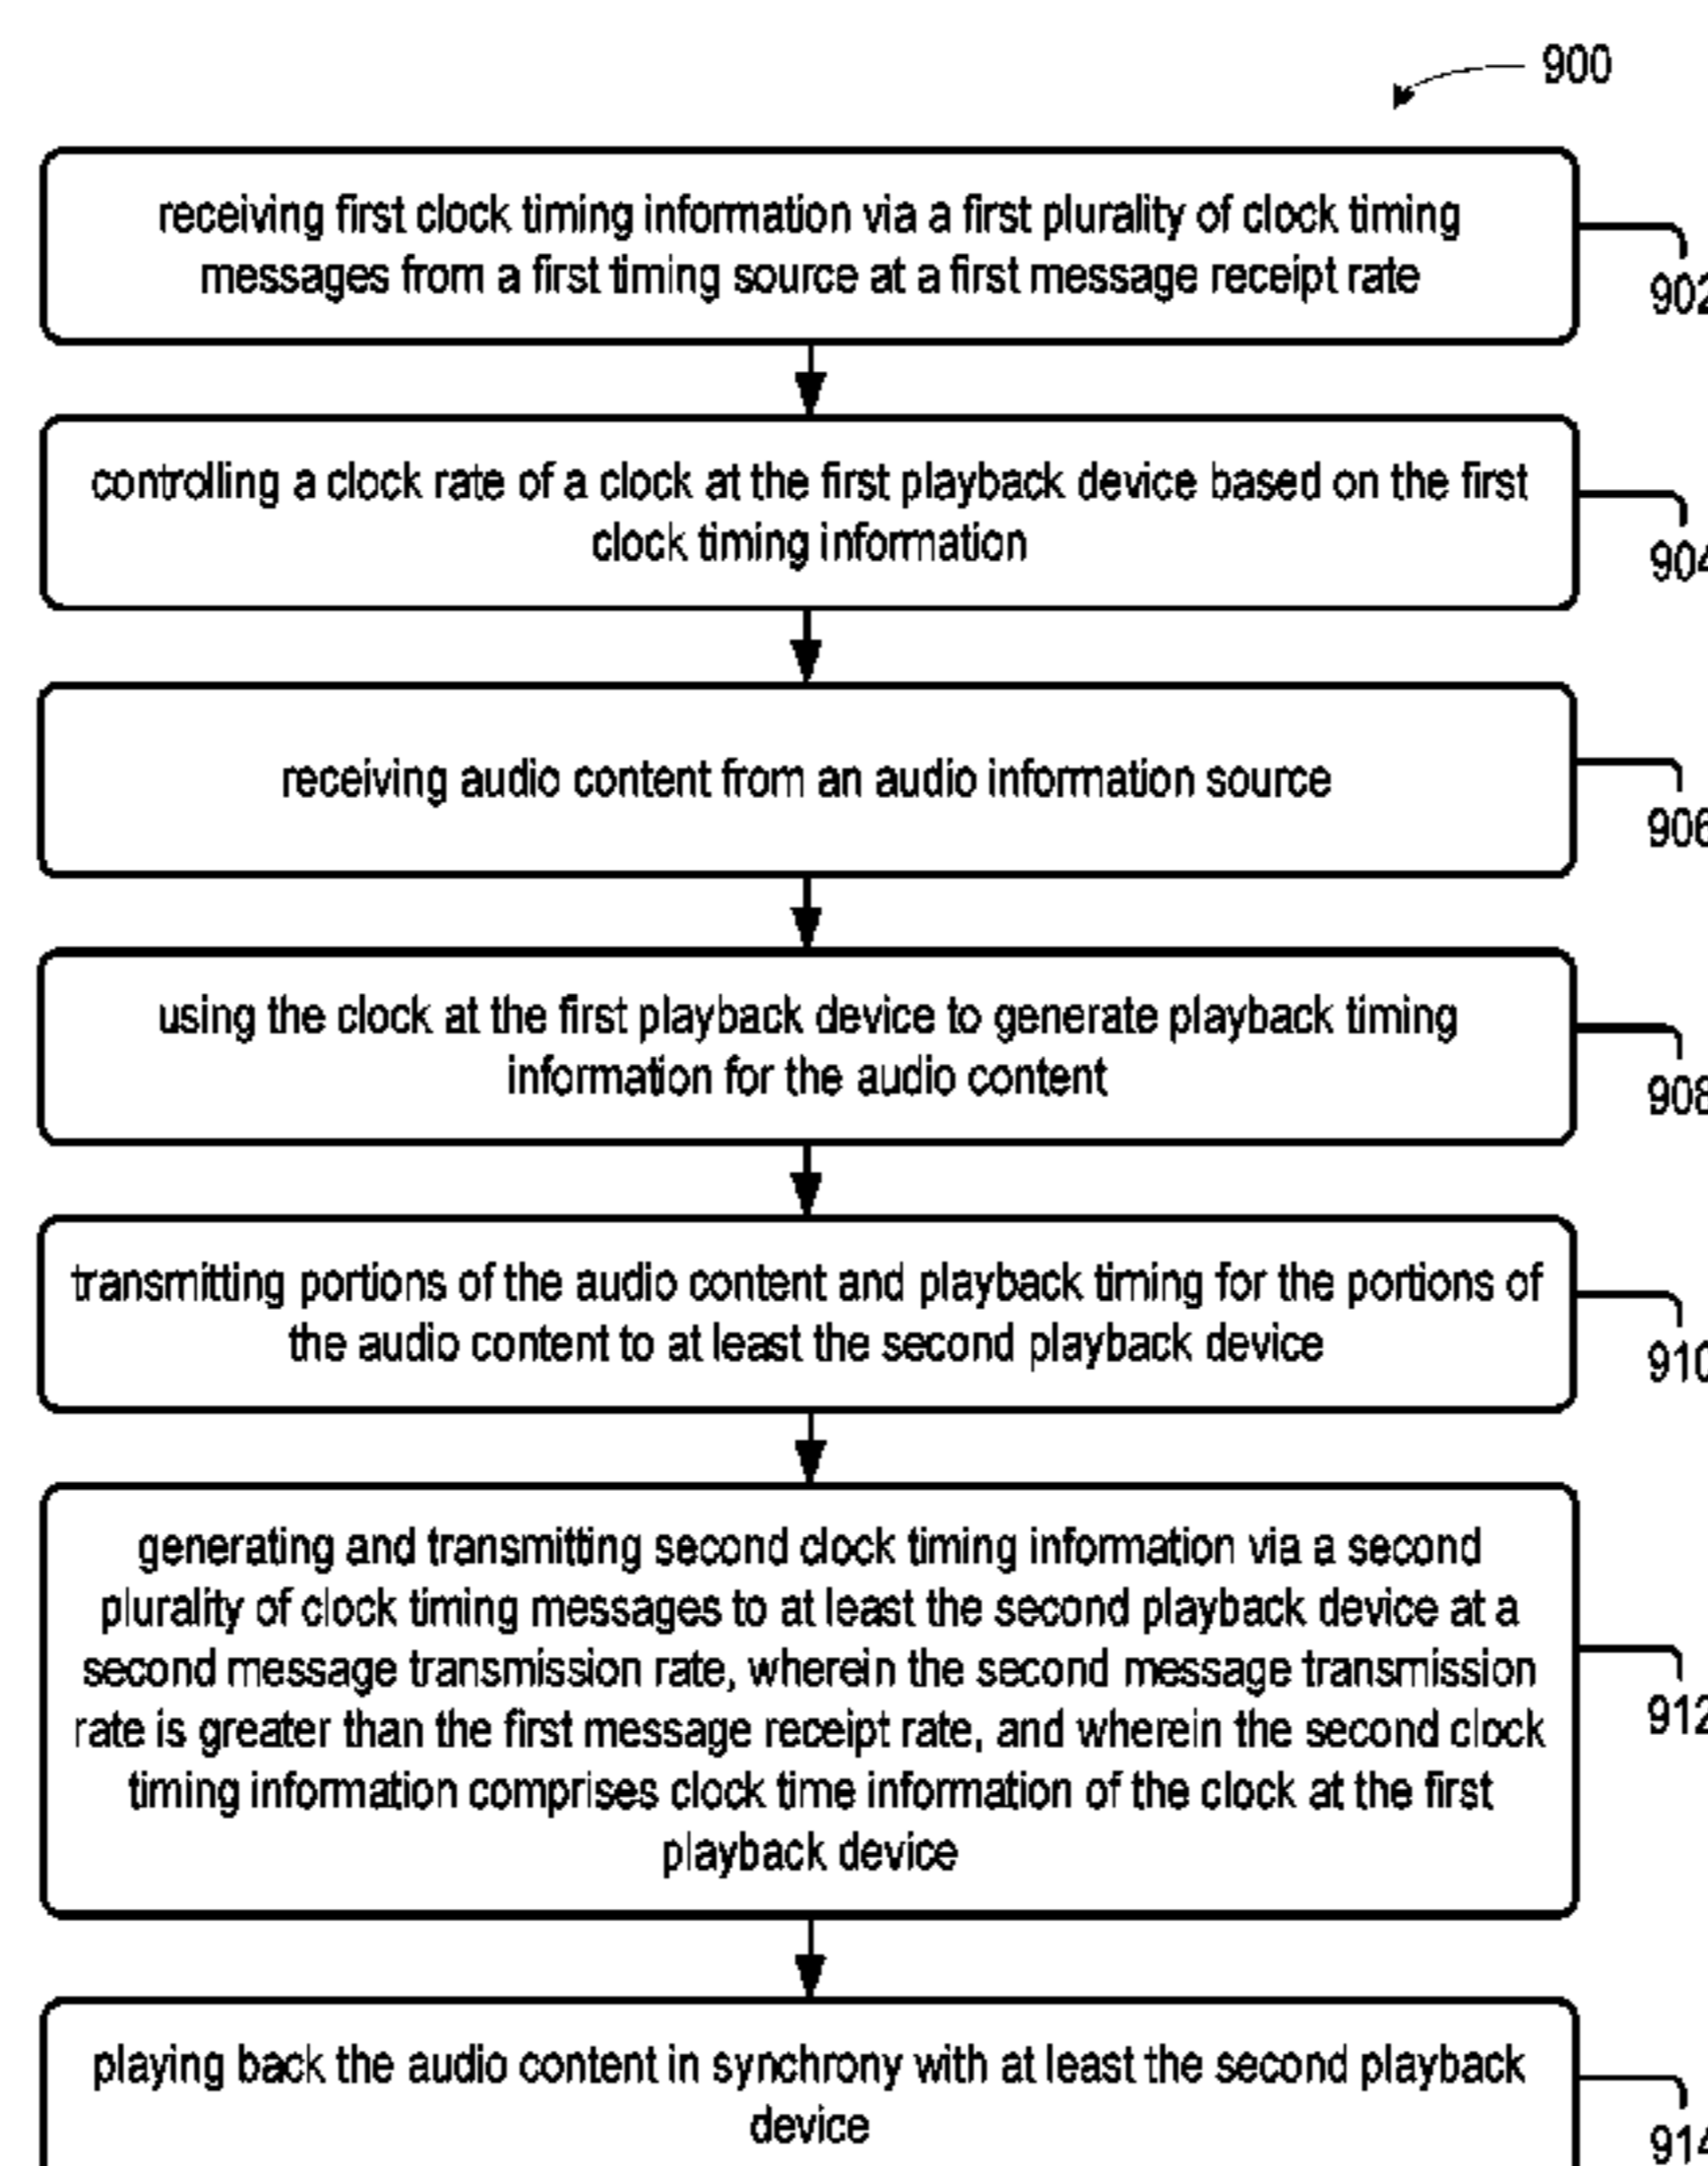 900
receiving first clock timing information via a first plurality of clock timing
messages from a first timing source at a first message receipt rate
902
controlling a clock rate of a clock at the first playback device based on the first
clock timing information
904
receiving audio content from an audio information source
906
using the clock at the first playback device to generate playback timing
information for the audio content
908
transmitting portions of the audio content and playback timing for the portions of
the audio content to at least the second playback device
910
generating and transmitting second clock timing information via a second
plurality of clock timing messages to at least the second playback device at a
second message transmission rate, wherein the second message transmission
rate is greater than the first message receipt rate, and wherein the second clock
timing information comprises clock time information of the clock at the first
playback device
912
playing back the audio content in synchrony with at least the second playback
device
914